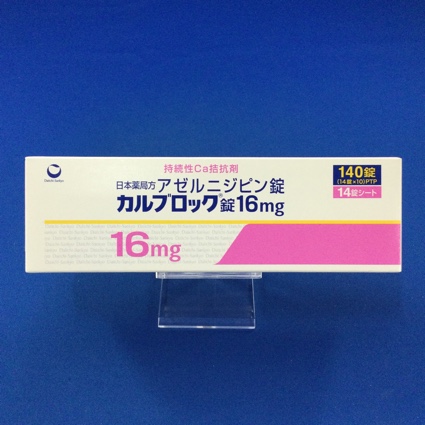 持続性Ca拮抗剤
日本薬局方 アゼルニジピン錠
カルブロック錠16mg
140錠
(14錠×10)PTP
14錠シート
16mg
Daiichi-Sankyo